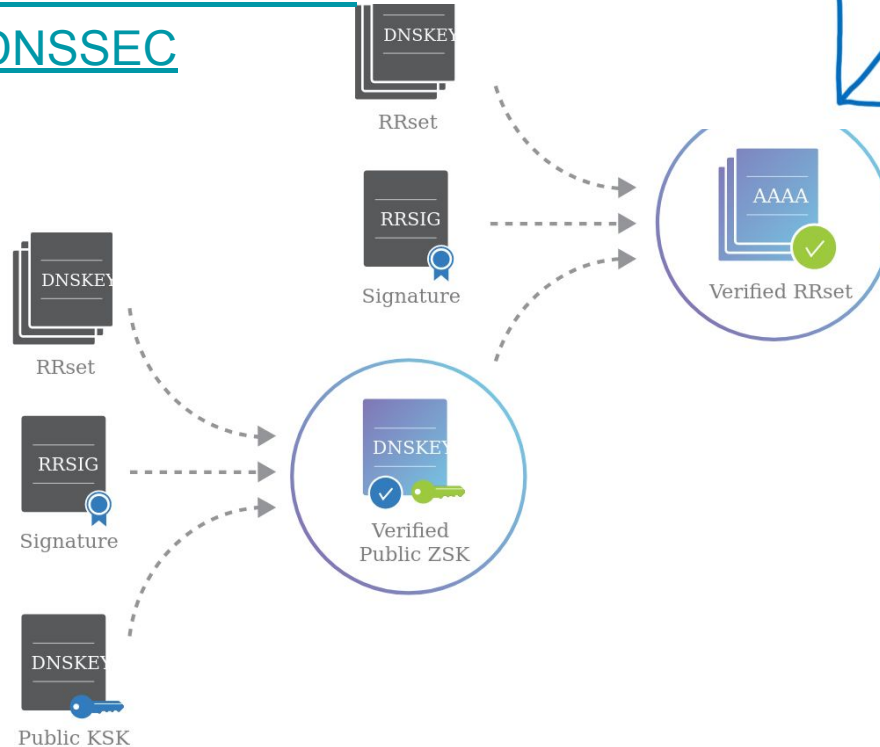 DNSSEC
DNSKEY
RRset
RRSIG
Signature
AAAA
Verified RRset
DNSKEY
RRset
RRSIG
Signature
DNSKEY
Public KSK
DNSKEY
Verified
Public ZSK